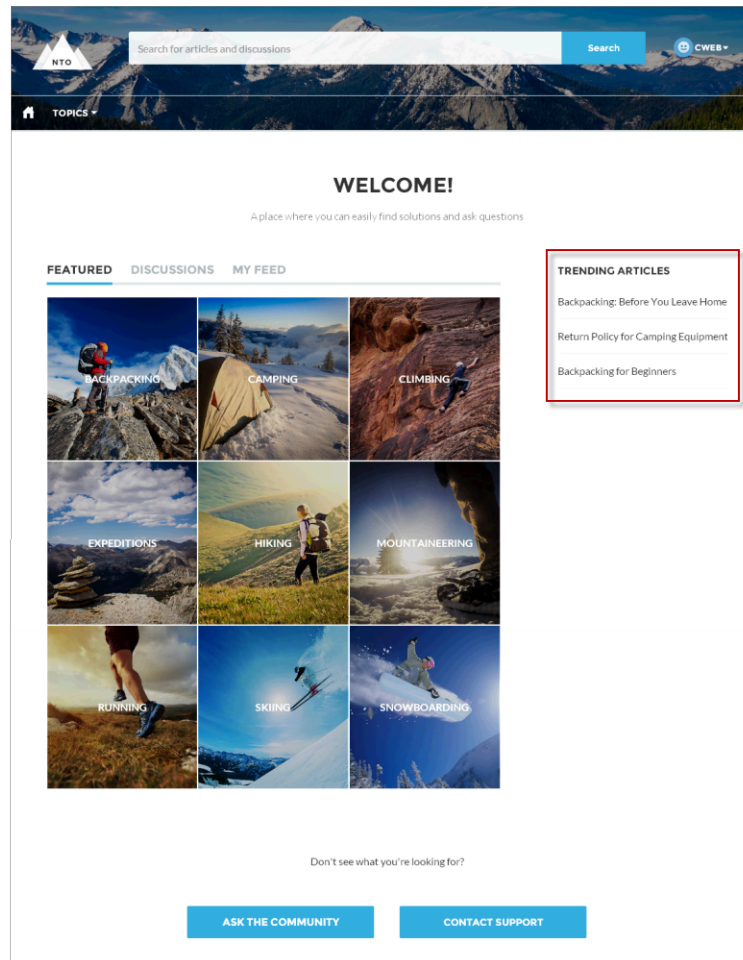 NTO
Search for articles and discussions
Search
CWEB
TOPICS
WELCOME!
A place where you can easily find solutions and ask questions
FEATURED
DISCUSSIONS
MY FEED
TRENDING ARTICLES
Backpacking: Before You Leave Home
Return Policy for Camping Equipment
Backpacking for Beginners
BACKPACKING
CAMPING
CLIMBING
EXPEDITIONS
HIKING
MOUNTAINEERING
RUNNING
SKIING
SNOWBOARDING
Don't see what you're looking for?
ASK THE COMMUNITY
CONTACT SUPPORT